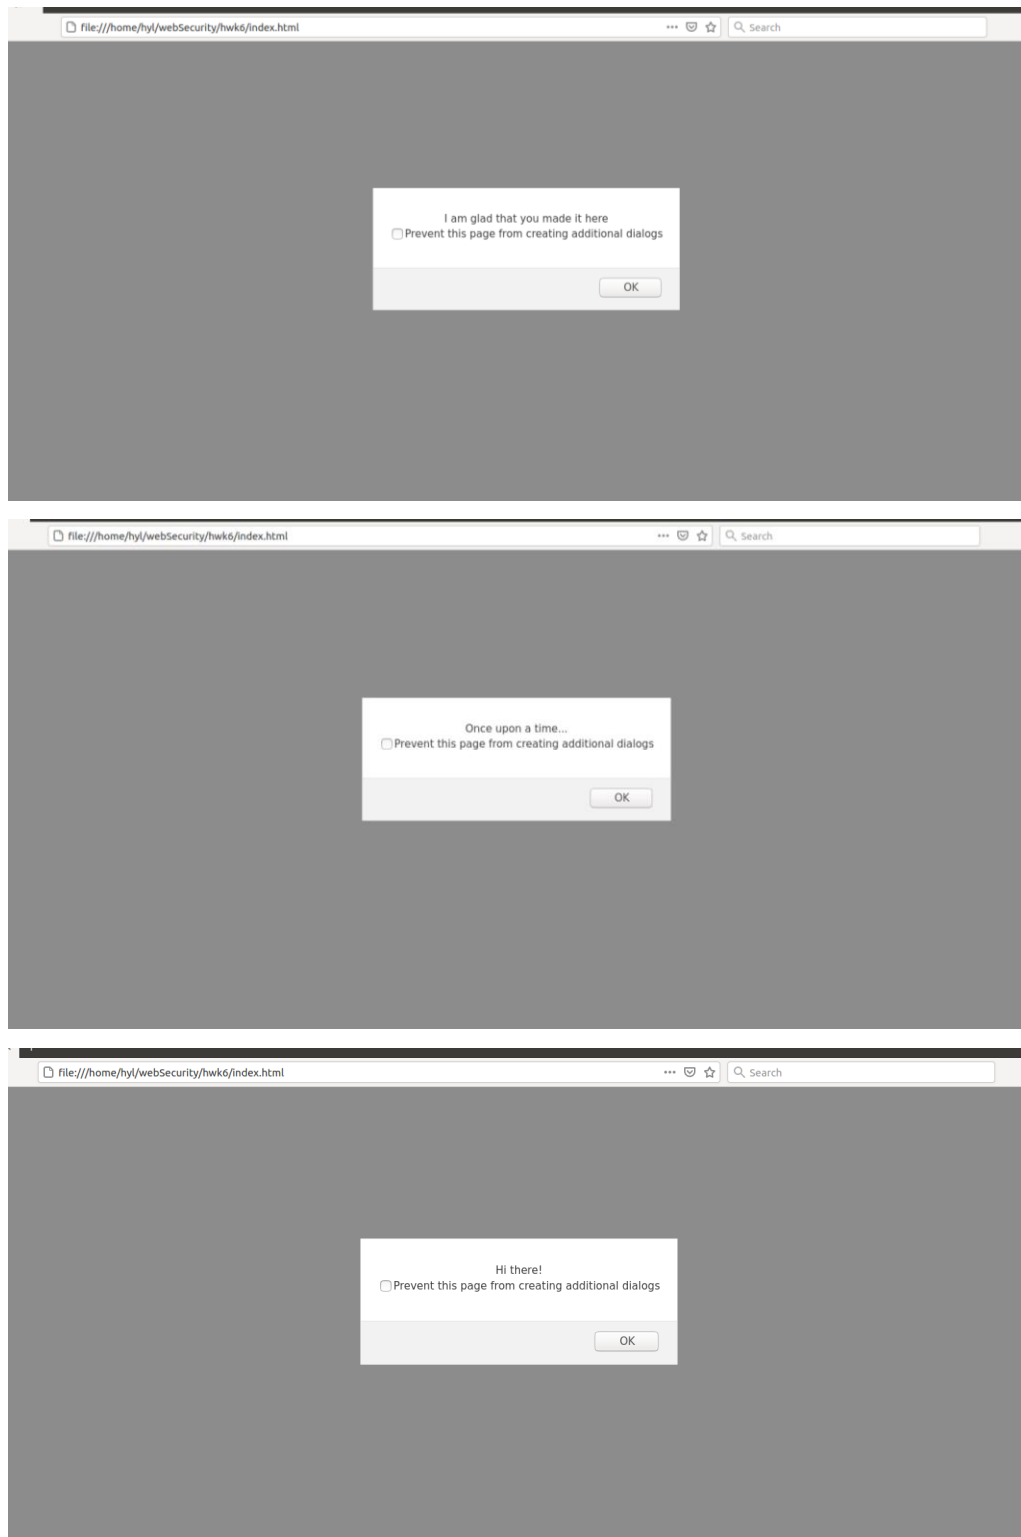 file:///home/hyl/webSecurity/hwk6/index.html ••• Search
I am glad that you made it here
Prevent this page from creating additional dialogs
OK
file:///home/hyl/webSecurity/hwk6/index.html ••• Search
Once upon a time...
Prevent this page from creating additional dialogs
OK
file:///home/hyl/webSecurity/hwk6/index.html ••• Search
Hi there!
Prevent this page from creating additional dialogs
OK